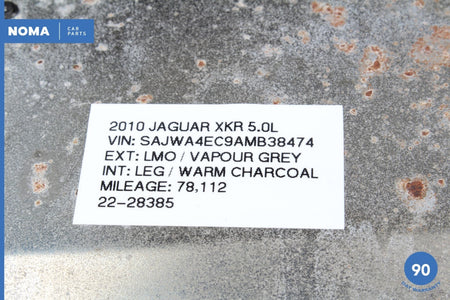 NOMA CAR PARTS
2010 JAGUAR XKR 5.0L
VIN: SAJWA4EC9AMB38474
EXT: LMO / VAPOUR GREY
INT: LEG / WARM CHARCOAL
MILEAGE: 78,112
22-28385
90
DAY WARRANTY